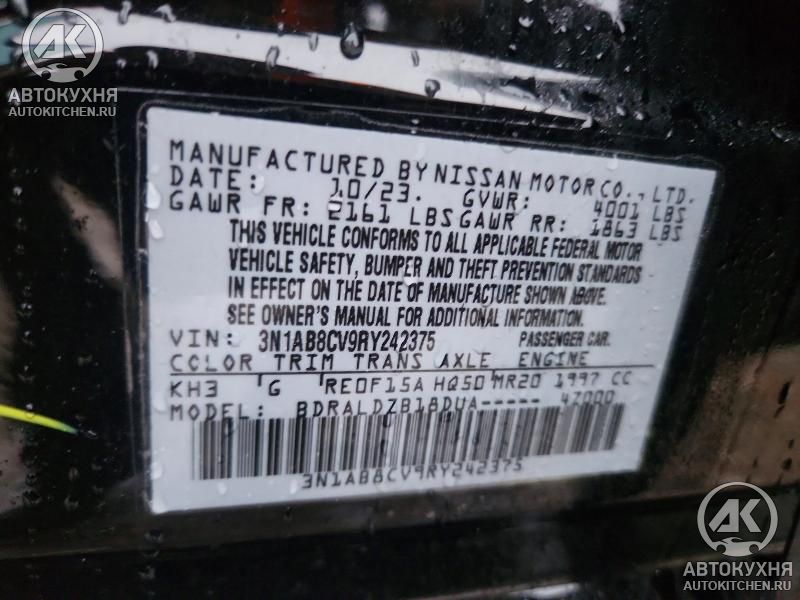 АК
АВТОКУХНЯ
AUTOKITCHEN.RU
MANUFACTURED BY NISSAN MOTOR CO., LTD.
DATE: 10/23. GVWR: 4001 LBS
GAWR FR: 2161 LBS GAWR RR: 1863 LBS
THIS VEHICLE CONFORMS TO ALL APPLICABLE FEDERAL MOTOR
VEHICLE SAFETY, BUMPER AND THEFT PREVENTION STANDARDS
IN EFFECT ON THE DATE OF MANUFACTURE SHOWN ABOVE.
SEE OWNER'S MANUAL FOR ADDITIONAL INFORMATION.
VIN: 3N1AB8CV9RY242375 PASSENGER CAR.
COLOR TRIM TRANS AXLE ENGINE
KH3 G RE0F15A HQ50 MR20 1997 CC
MODEL: BDRALDZB18DUA----- 4Z000
3N1AB8CV9RY242375
АК
АВТОКУХНЯ
AUTOKITCHEN.RU